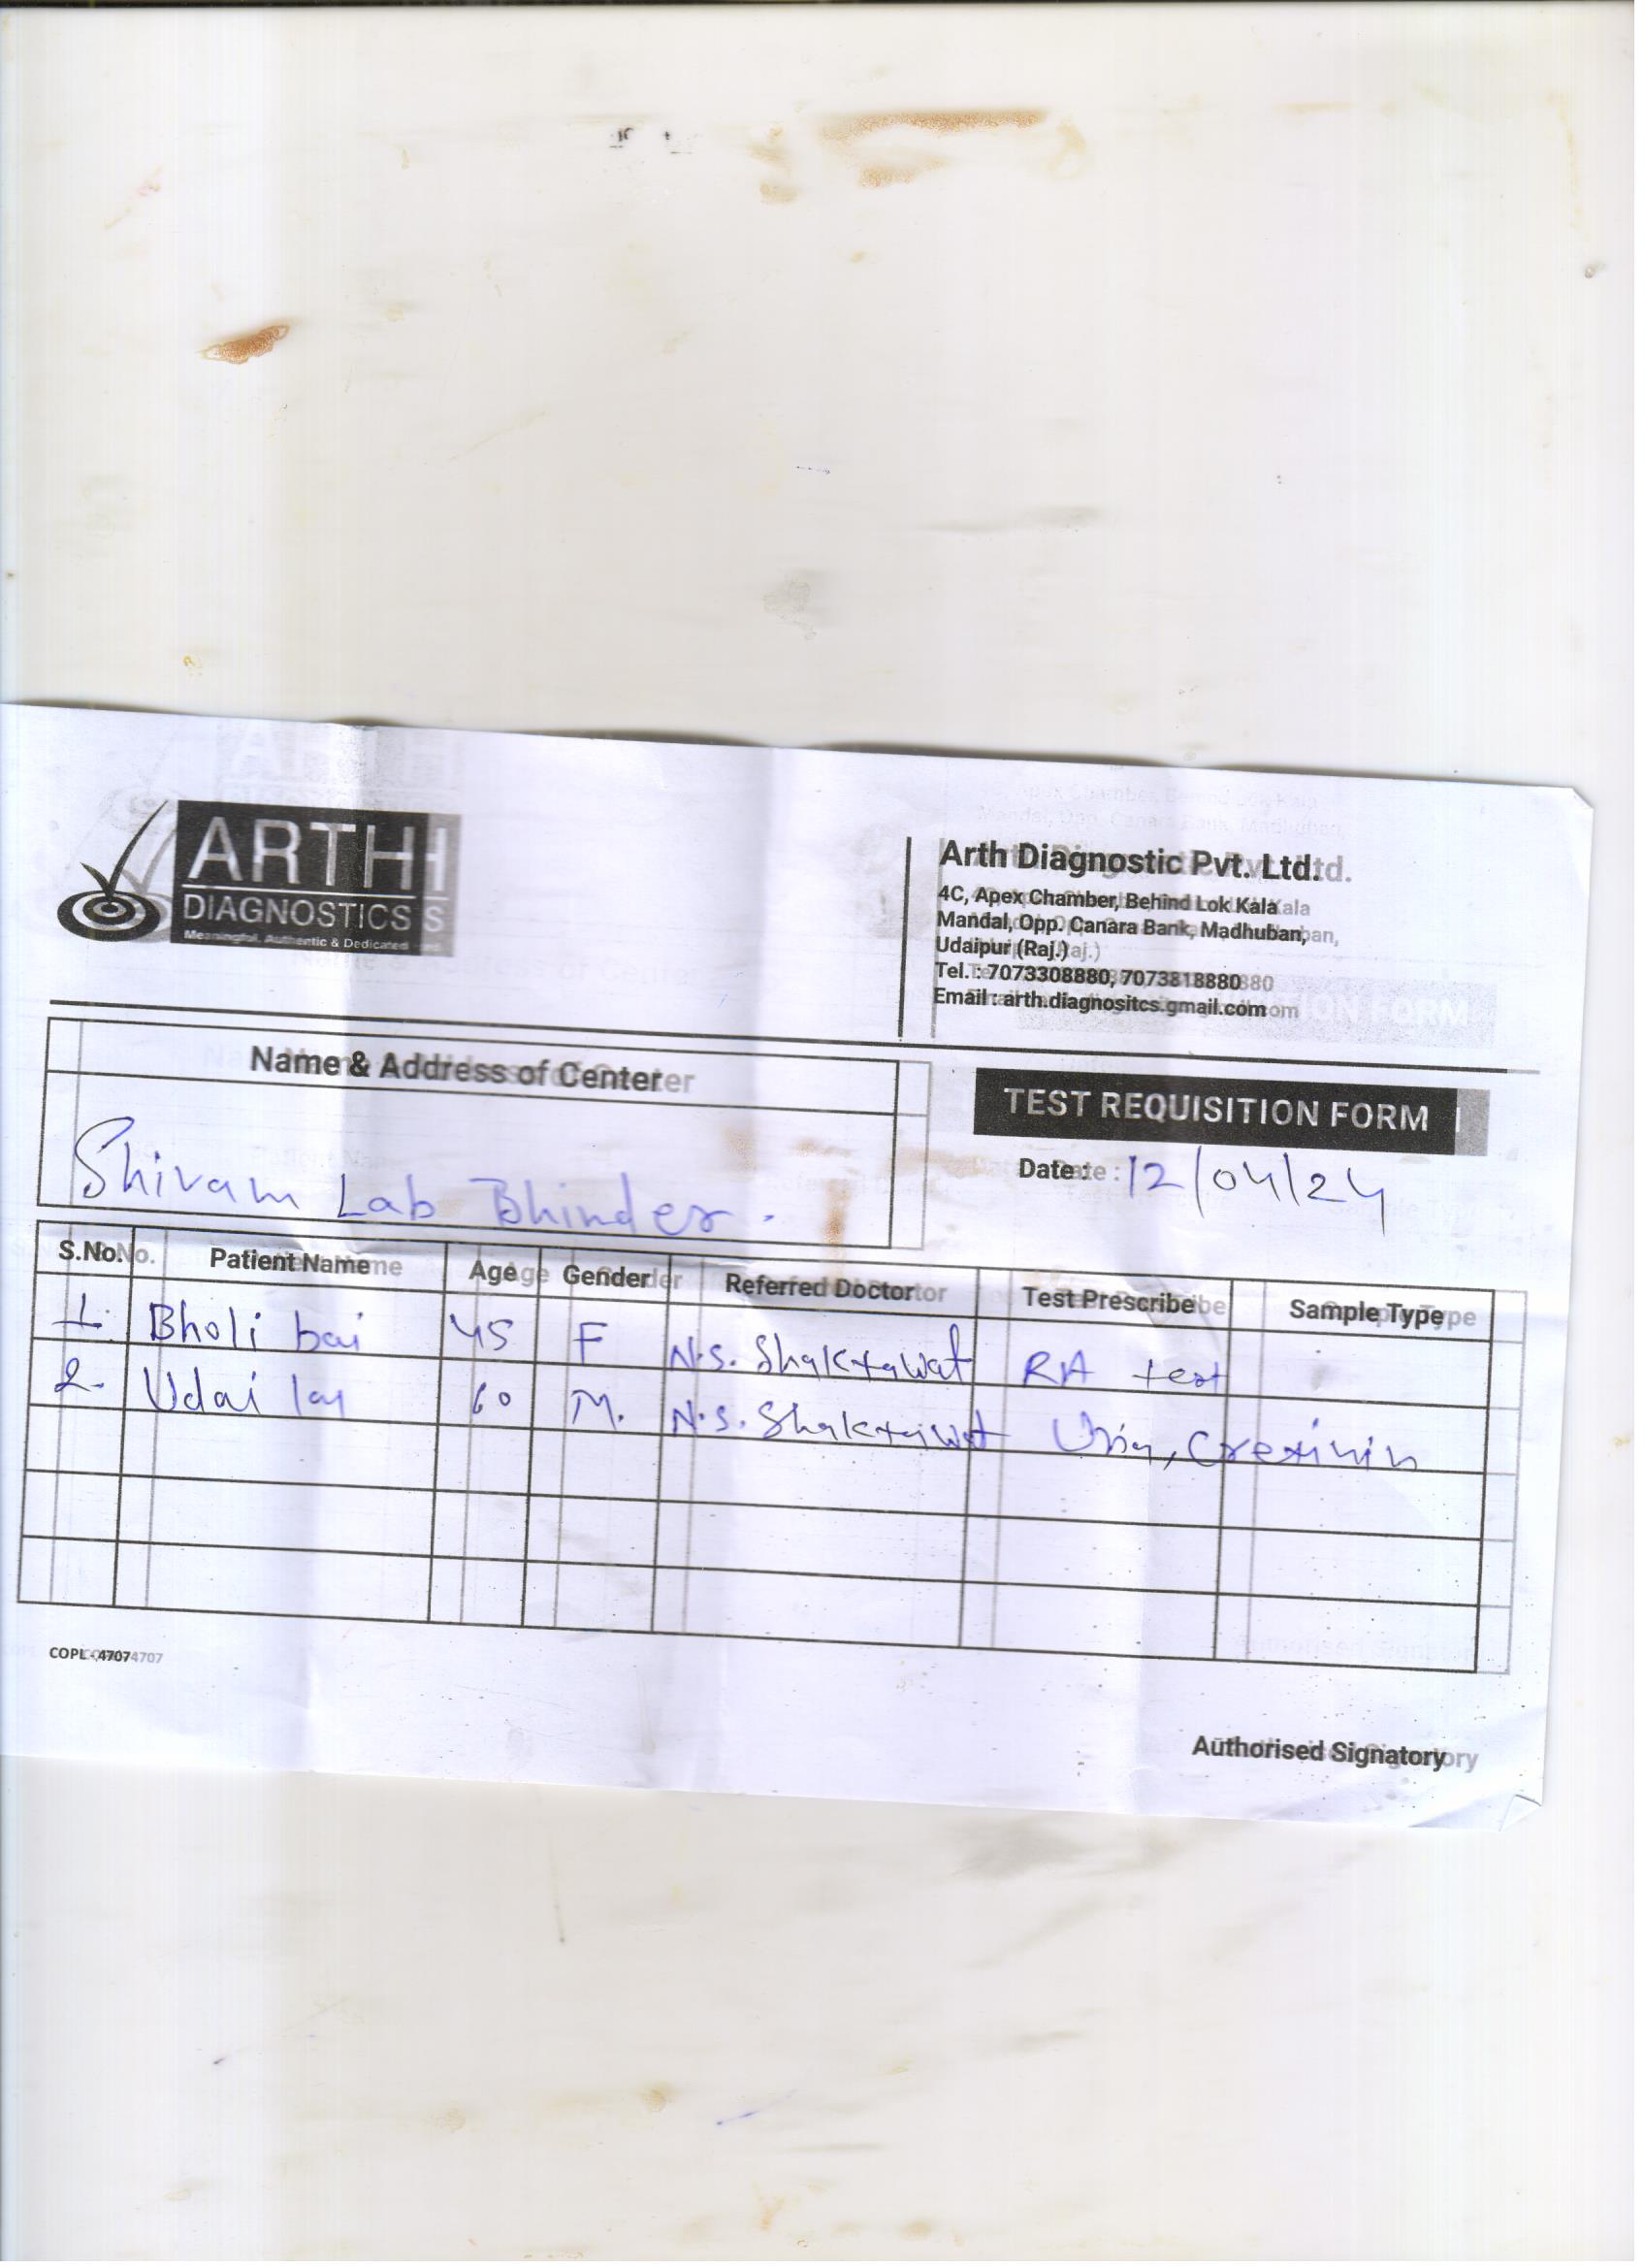 ARTH
DIAGNOSTICS
Meaningful, Authentic & Dedicated
Arth Diagnostic Pvt. Ltd.
4C, Apex Chamber, Behind Lok Kala
Mandal, Opp. Canara Bank, Madhuban,
Udaipur (Raj.)
Tel. : 7073308880, 7073818880
Email : arth.diagnositcs.gmail.com
Name & Address of Center
Shivam Lab Bhinder.
TEST REQUISITION FORM
Date : 12/04/24
S.No. Patient Name Age Gender Referred Doctor Test Prescribe Sample Type
1. Bholi bai 45 F N.S. Shaktawat RA test
2. Udai lal 60 M. N.S. Shaktawat
COPL - 4707
Authorised Signatory